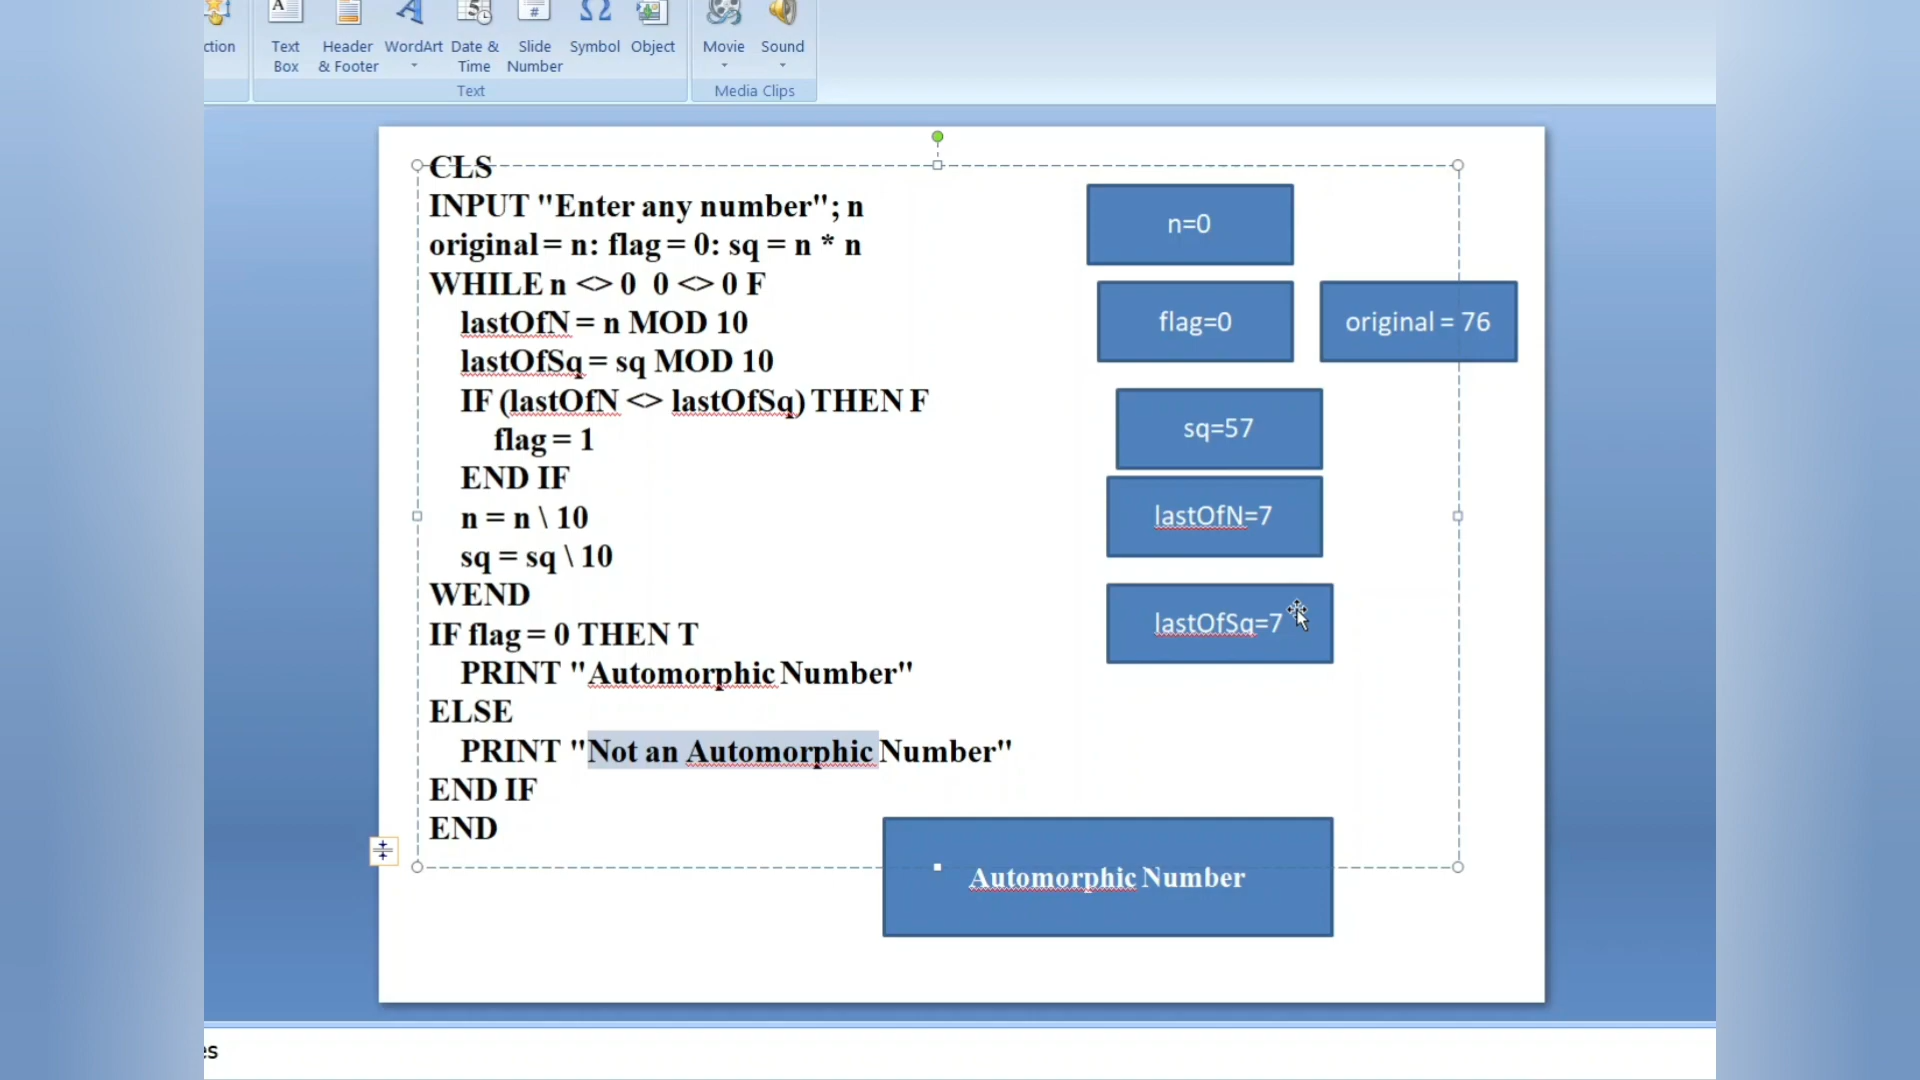 ction
Text Box
Header & Footer
WordArt
Date & Time
Slide Number
Symbol
Object
Movie
Sound
Text
Media Clips
CLS
INPUT "Enter any number"; n
original = n: flag = 0: sq = n * n
WHILE n <> 0  0 <> 0 F
lastOfN = n MOD 10
lastOfSq = sq MOD 10
IF (lastOfN <> lastOfSq) THEN F
flag = 1
END IF
n = n \ 10
sq = sq \ 10
WEND
IF flag = 0 THEN T
PRINT "Automorphic Number"
ELSE
PRINT "Not an Automorphic Number"
END IF
END
n=0
flag=0
original = 76
sq=57
lastOfN=7
lastOfSq=7
Automorphic Number
es